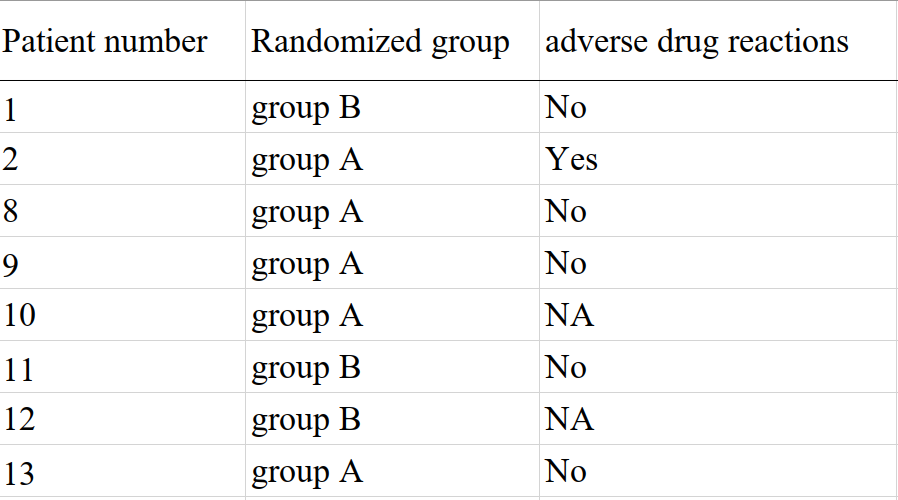 Patient number Randomized group adverse drug reactions
1 group B No
2 group A Yes
8 group A No
9 group A No
10 group A NA
11 group B No
12 group B NA
13 group A No